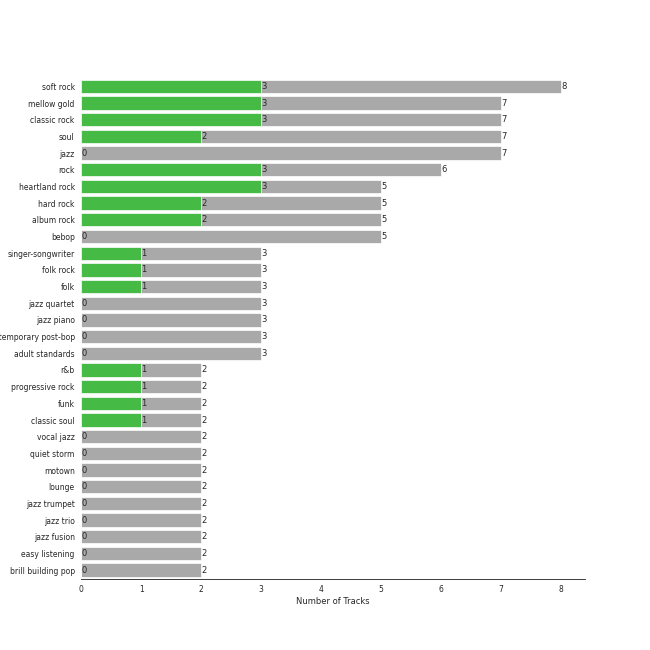 soft rock 3 8
mellow gold 3 7
classic rock 3 7
soul 2 7
jazz 0 7
rock 3 6
heartland rock 3 5
hard rock 2 5
album rock 2 5
bebop 0 5
singer-songwriter 1 3
folk rock 1 3
folk 1 3
jazz quartet 0 3
jazz piano 0 3
temporary post-bop 0 3
adult standards 0 3
r&b 1 2
progressive rock 1 2
funk 1 2
classic soul 1 2
vocal jazz 0 2
quiet storm 0 2
motown 0 2
lounge 0 2
jazz trumpet 0 2
jazz trio 0 2
jazz fusion 0 2
easy listening 0 2
brill building pop 0 2
0 1 2 3 4 5 6 7 8
Number of Tracks